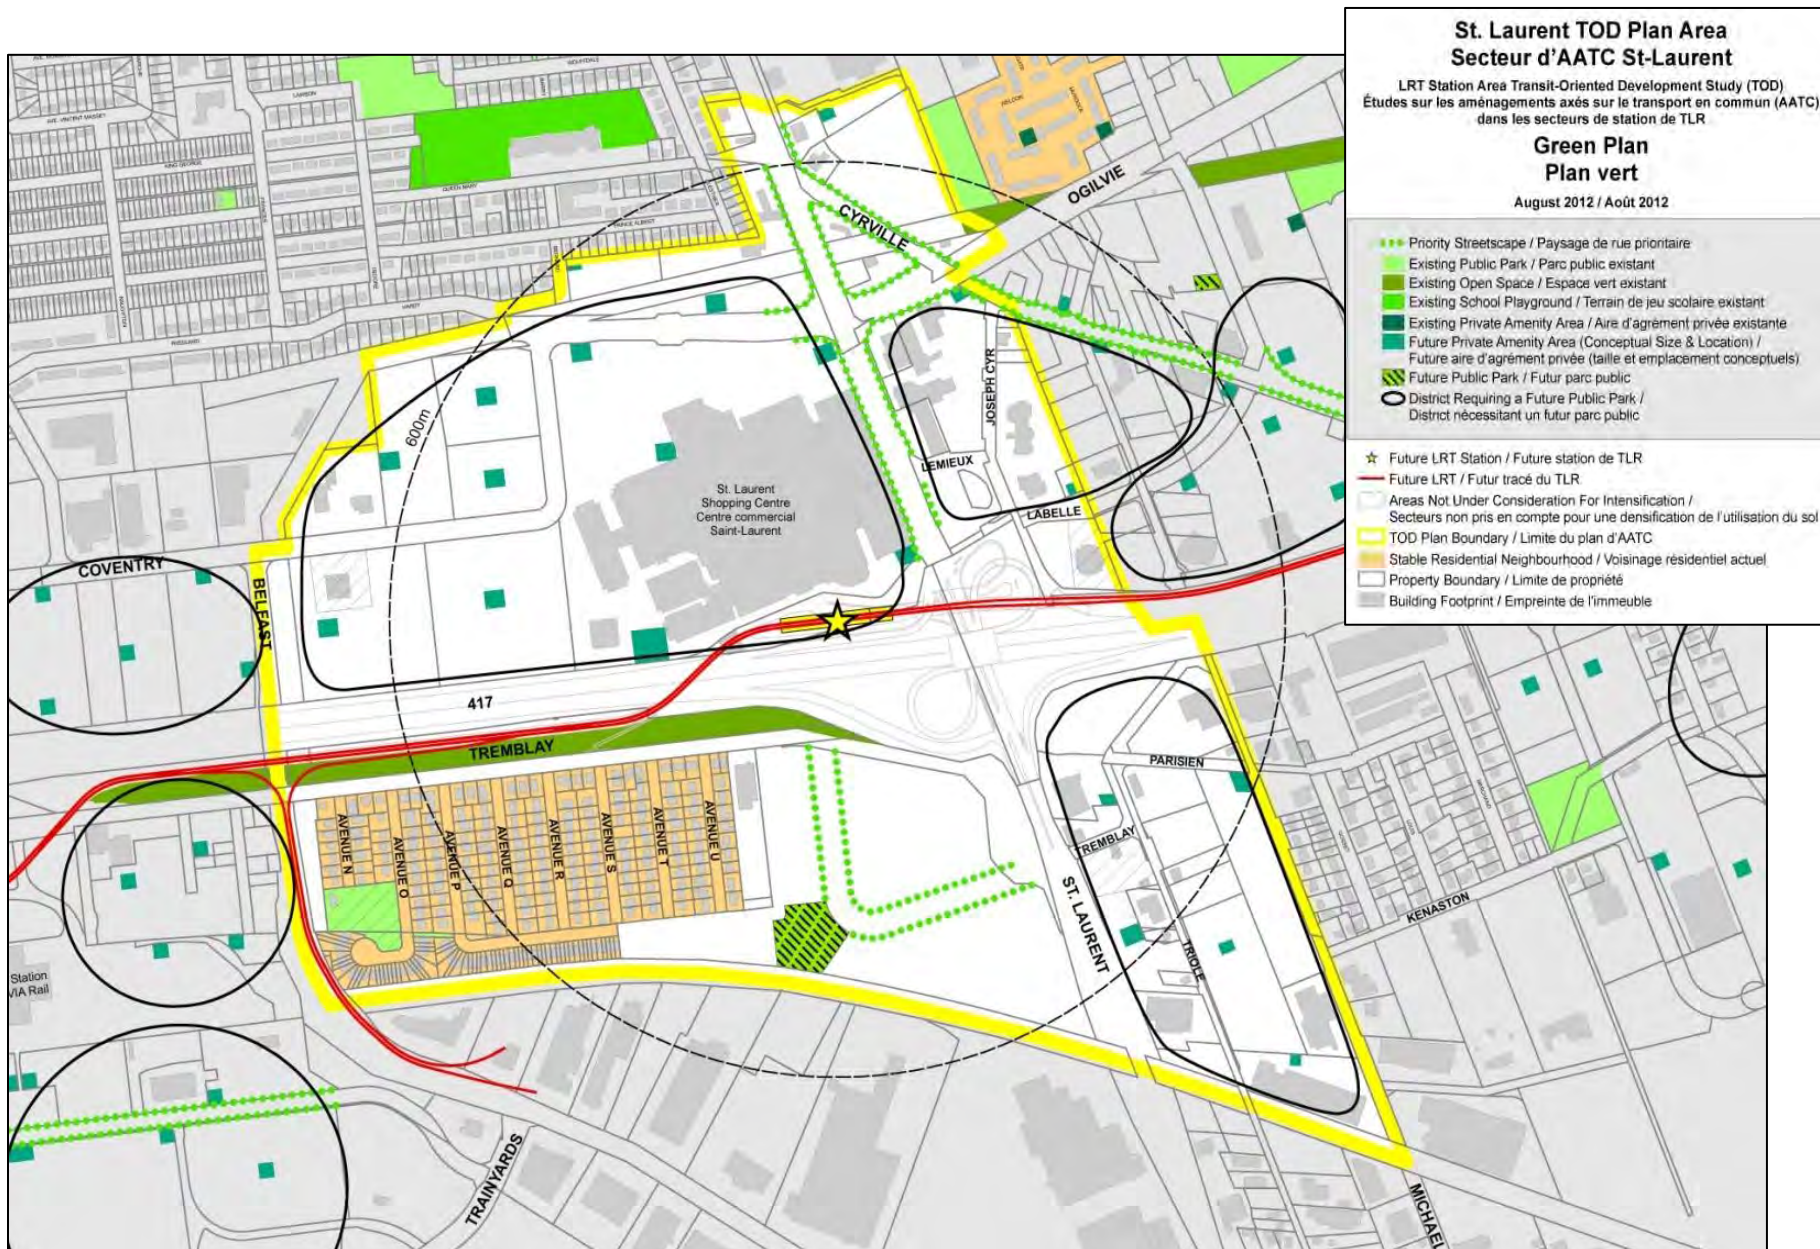 St. Laurent TOD Plan Area
Secteur d'AATC St-Laurent
LRT Station Area Transit-Oriented Development Study (TOD)
Études sur les aménagements axés sur le transport en commun (AATC)
dans les secteurs de station de TLR
Green Plan
Plan vert
August 2012 / Août 2012
Priority Streetscape / Paysage de rue prioritaire
Existing Public Park / Parc public existant
Existing Open Space / Espace vert existant
Existing School Playground / Terrain de jeu scolaire existant
Existing Private Amenity Area / Aire d'agrément privée existante
Future Private Amenity Area (Conceptual Size & Location) /
Future aire d'agrément privée (taille et emplacement conceptuels)
Future Public Park / Futur parc public
District Requiring a Future Public Park /
District nécessitant un futur parc public
Future LRT Station / Future station de TLR
Future LRT / Futur tracé du TLR
Areas Not Under Consideration For Intensification /
Secteurs non pris en compte pour une densification de l'utilisation du sol
TOD Plan Boundary / Limite du plan d'AATC
Stable Residential Neighbourhood / Voisinage résidentiel actuel
Property Boundary / Limite de propriété
Building Footprint / Empreinte de l'immeuble
AVE. VINCENT MASSEY
KING GEORGE
QUEEN MARY
PRINCE ALBERT
HARDY
OGILVIE
CYRVILLE
600m
JOSEPH CYR
LEMIEUX
LABELLE
St. Laurent
Shopping Centre
Centre commercial
Saint-Laurent
COVENTRY
BELFAST
417
TREMBLAY
PARISIEN
AVENUE N
AVENUE O
AVENUE P
AVENUE Q
AVENUE R
AVENUE S
AVENUE T
AVENUE U
TREMBLAY
ST. LAURENT
TRIOLE
KENASTON
Station
VIA Rail
TRAINYARDS
MICHAEL